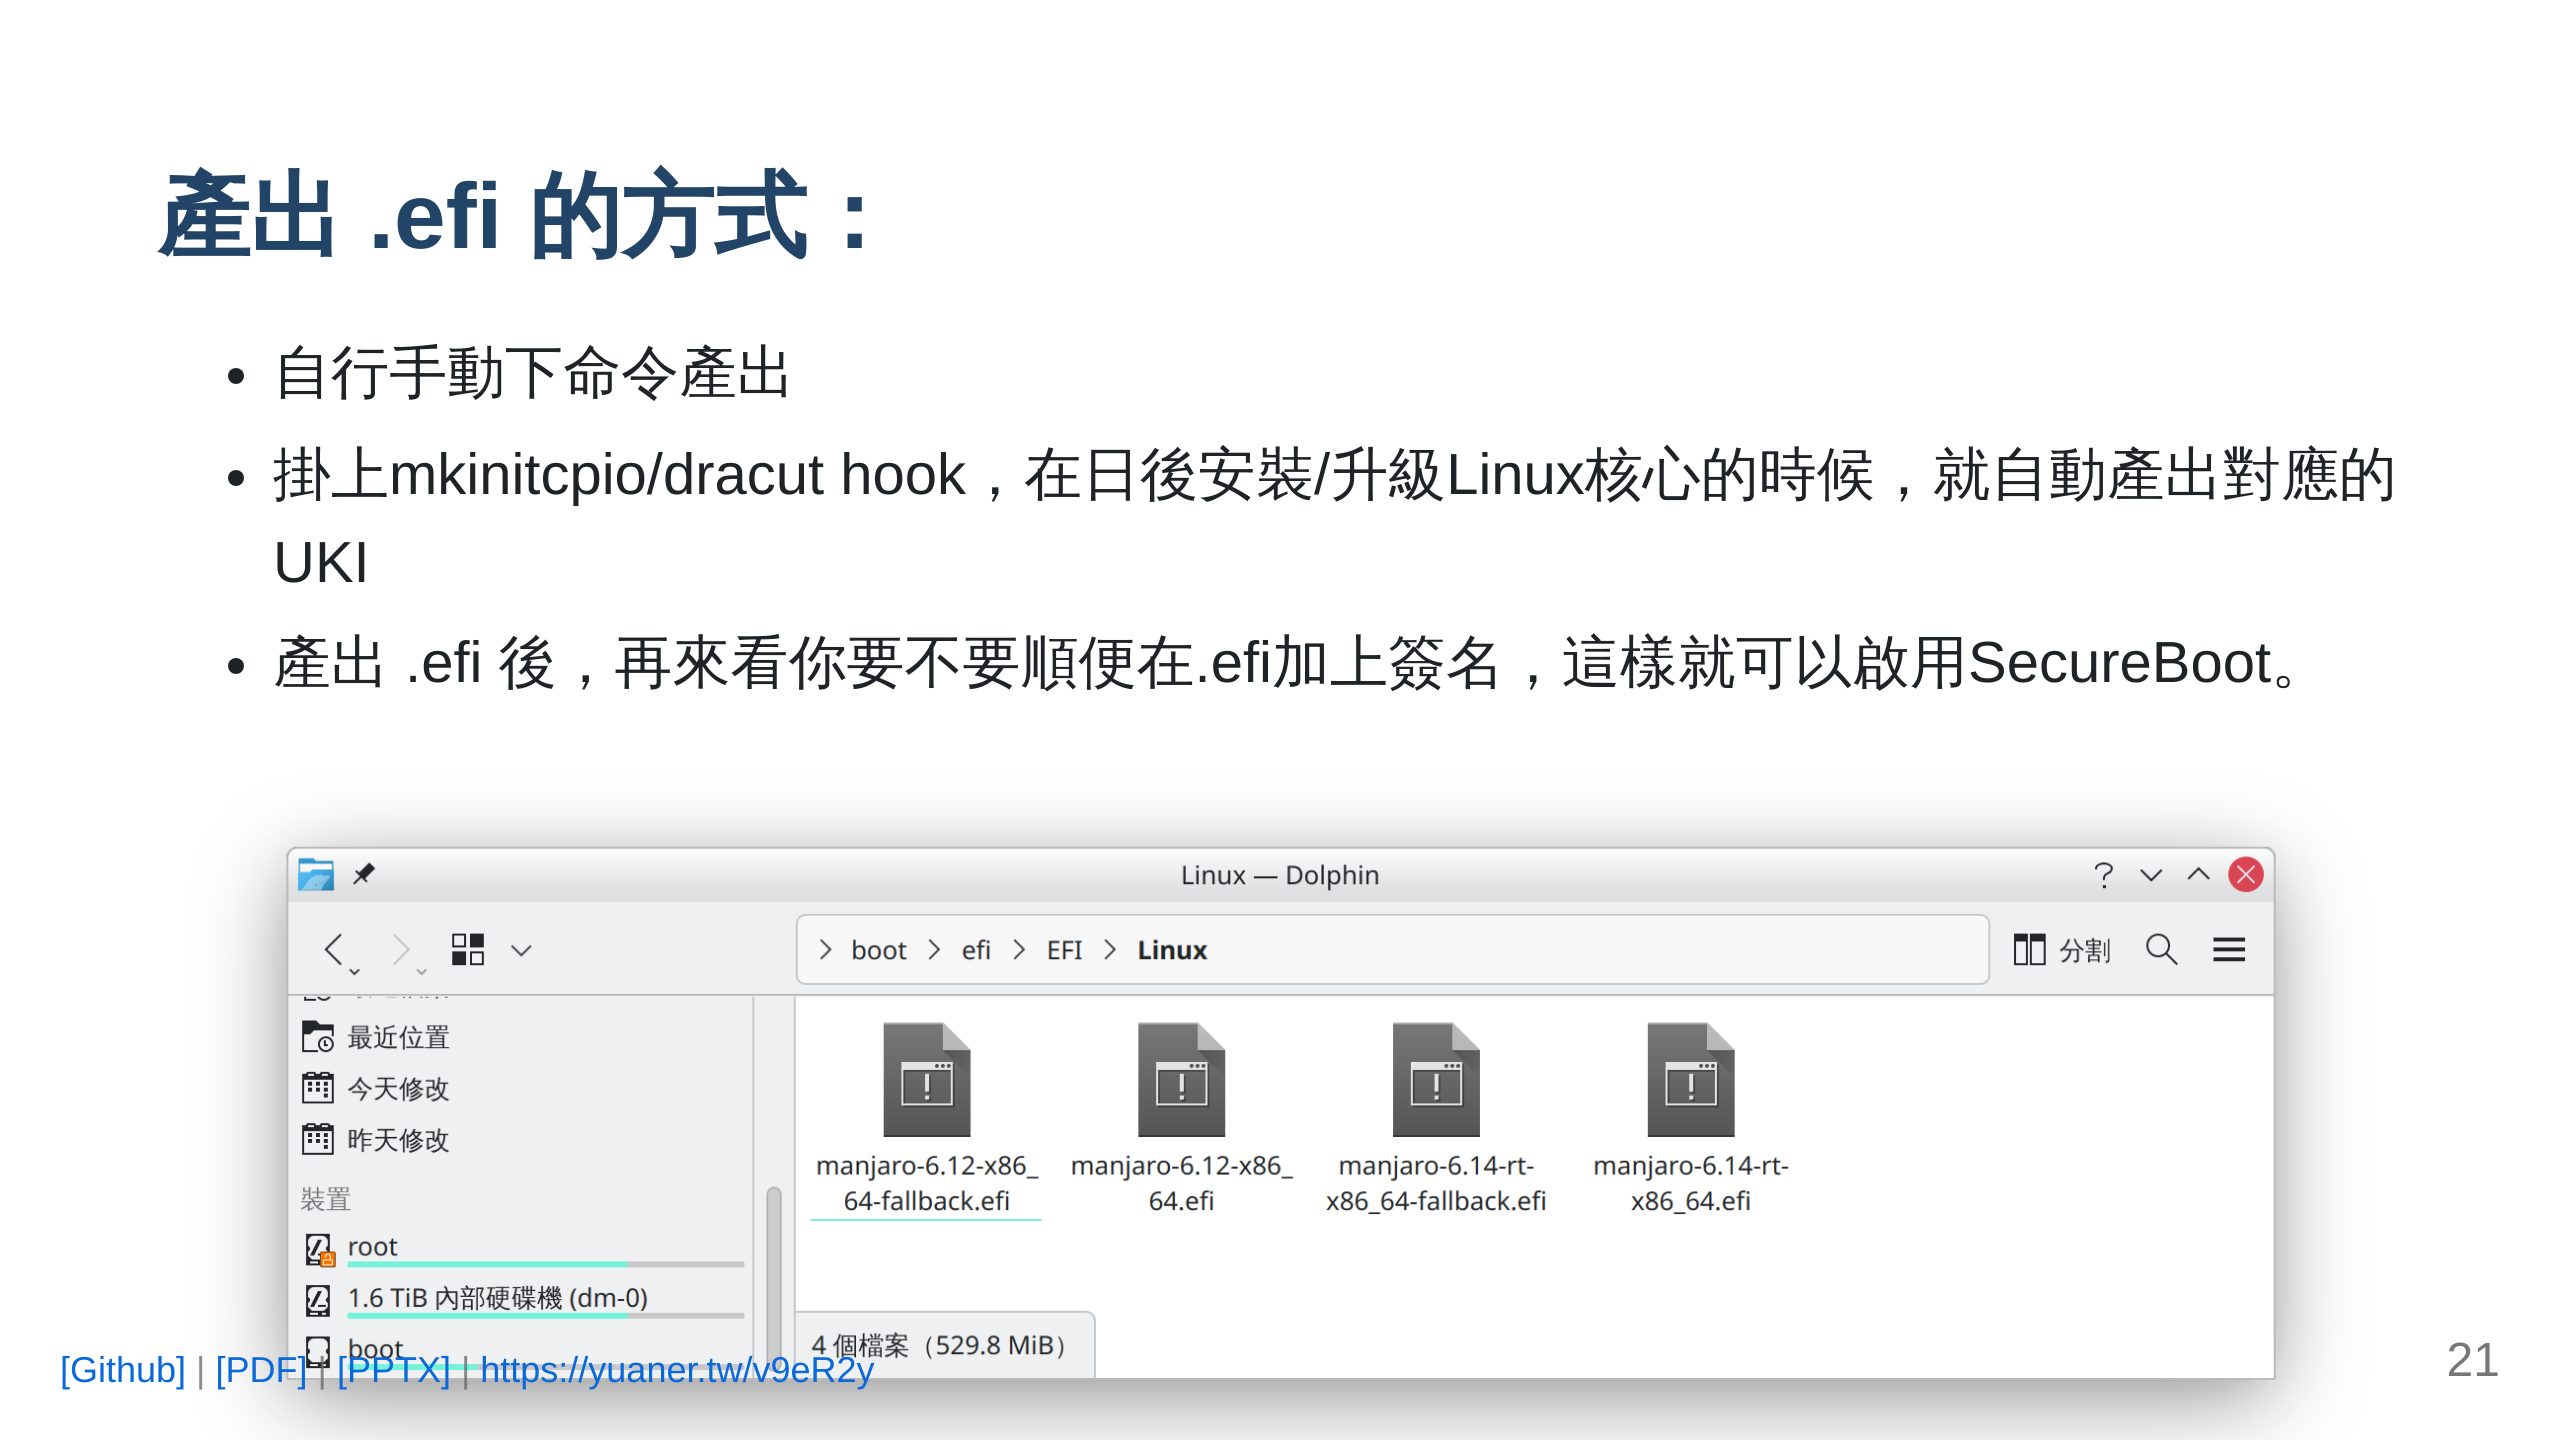 產出 .efi 的方式：
自行手動下命令產出
掛上mkinitcpio/dracut hook，在日後安裝/升級Linux核心的時候，就自動產出對應的
UKI
產出 .efi 後，再來看你要不要順便在.efi加上簽名，這樣就可以啟用SecureBoot。
Linux — Dolphin
boot efi EFI Linux
分割
最近位置
今天修改
昨天修改
裝置
root
1.6 TiB 內部硬碟機 (dm-0)
boot
manjaro-6.12-x86_
64-fallback.efi
manjaro-6.12-x86_
64.efi
manjaro-6.14-rt-
x86_64-fallback.efi
manjaro-6.14-rt-
x86_64.efi
4 個檔案（529.8 MiB）
[Github] | [PDF] | [PPTX] | https://yuaner.tw/v9eR2y
21